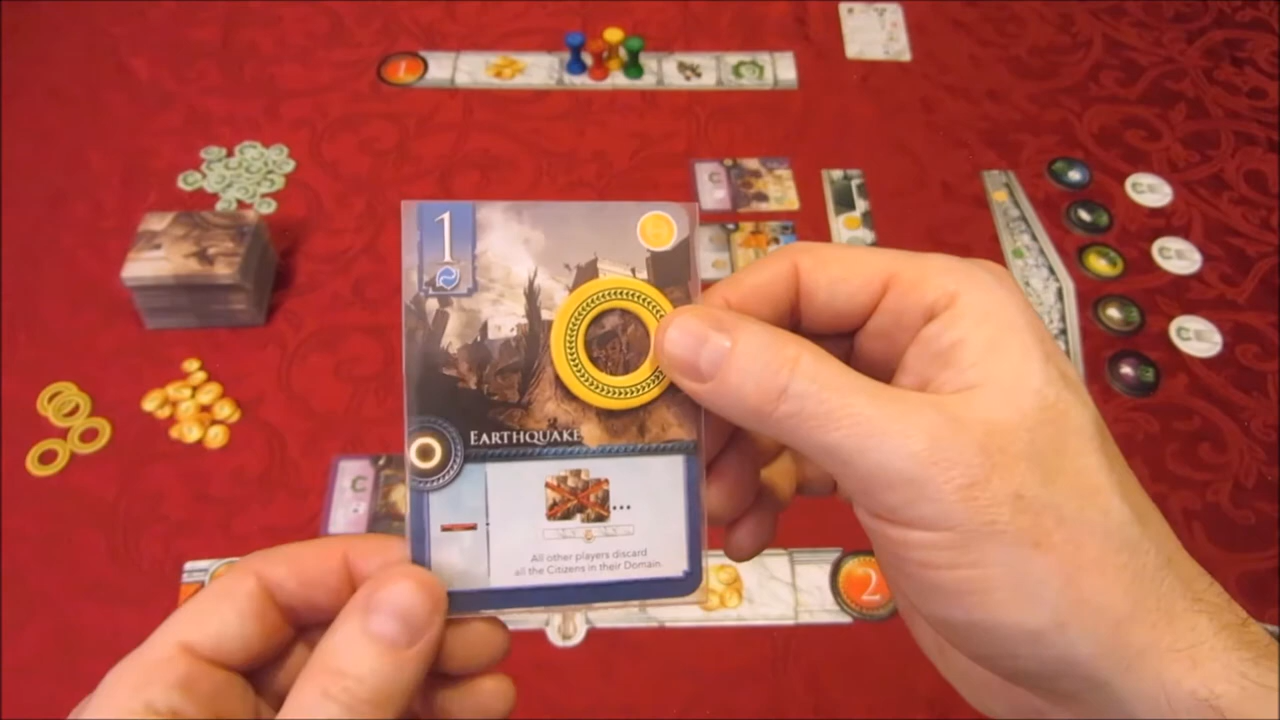 1
EARTHQUAKE
All other players discard
all the Citizens in their Domain.
2
C
C